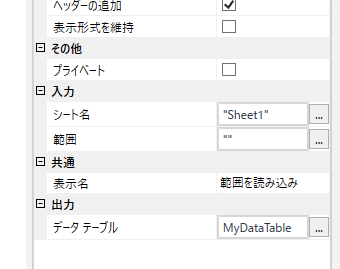 ヘッダーの追加
表示形式を維持
その他
プライベート
入力
シート名 "Sheet1" ...
範囲 "" ...
共通
表示名 範囲を読み込み
出力
データ テーブル MyDataTable ...